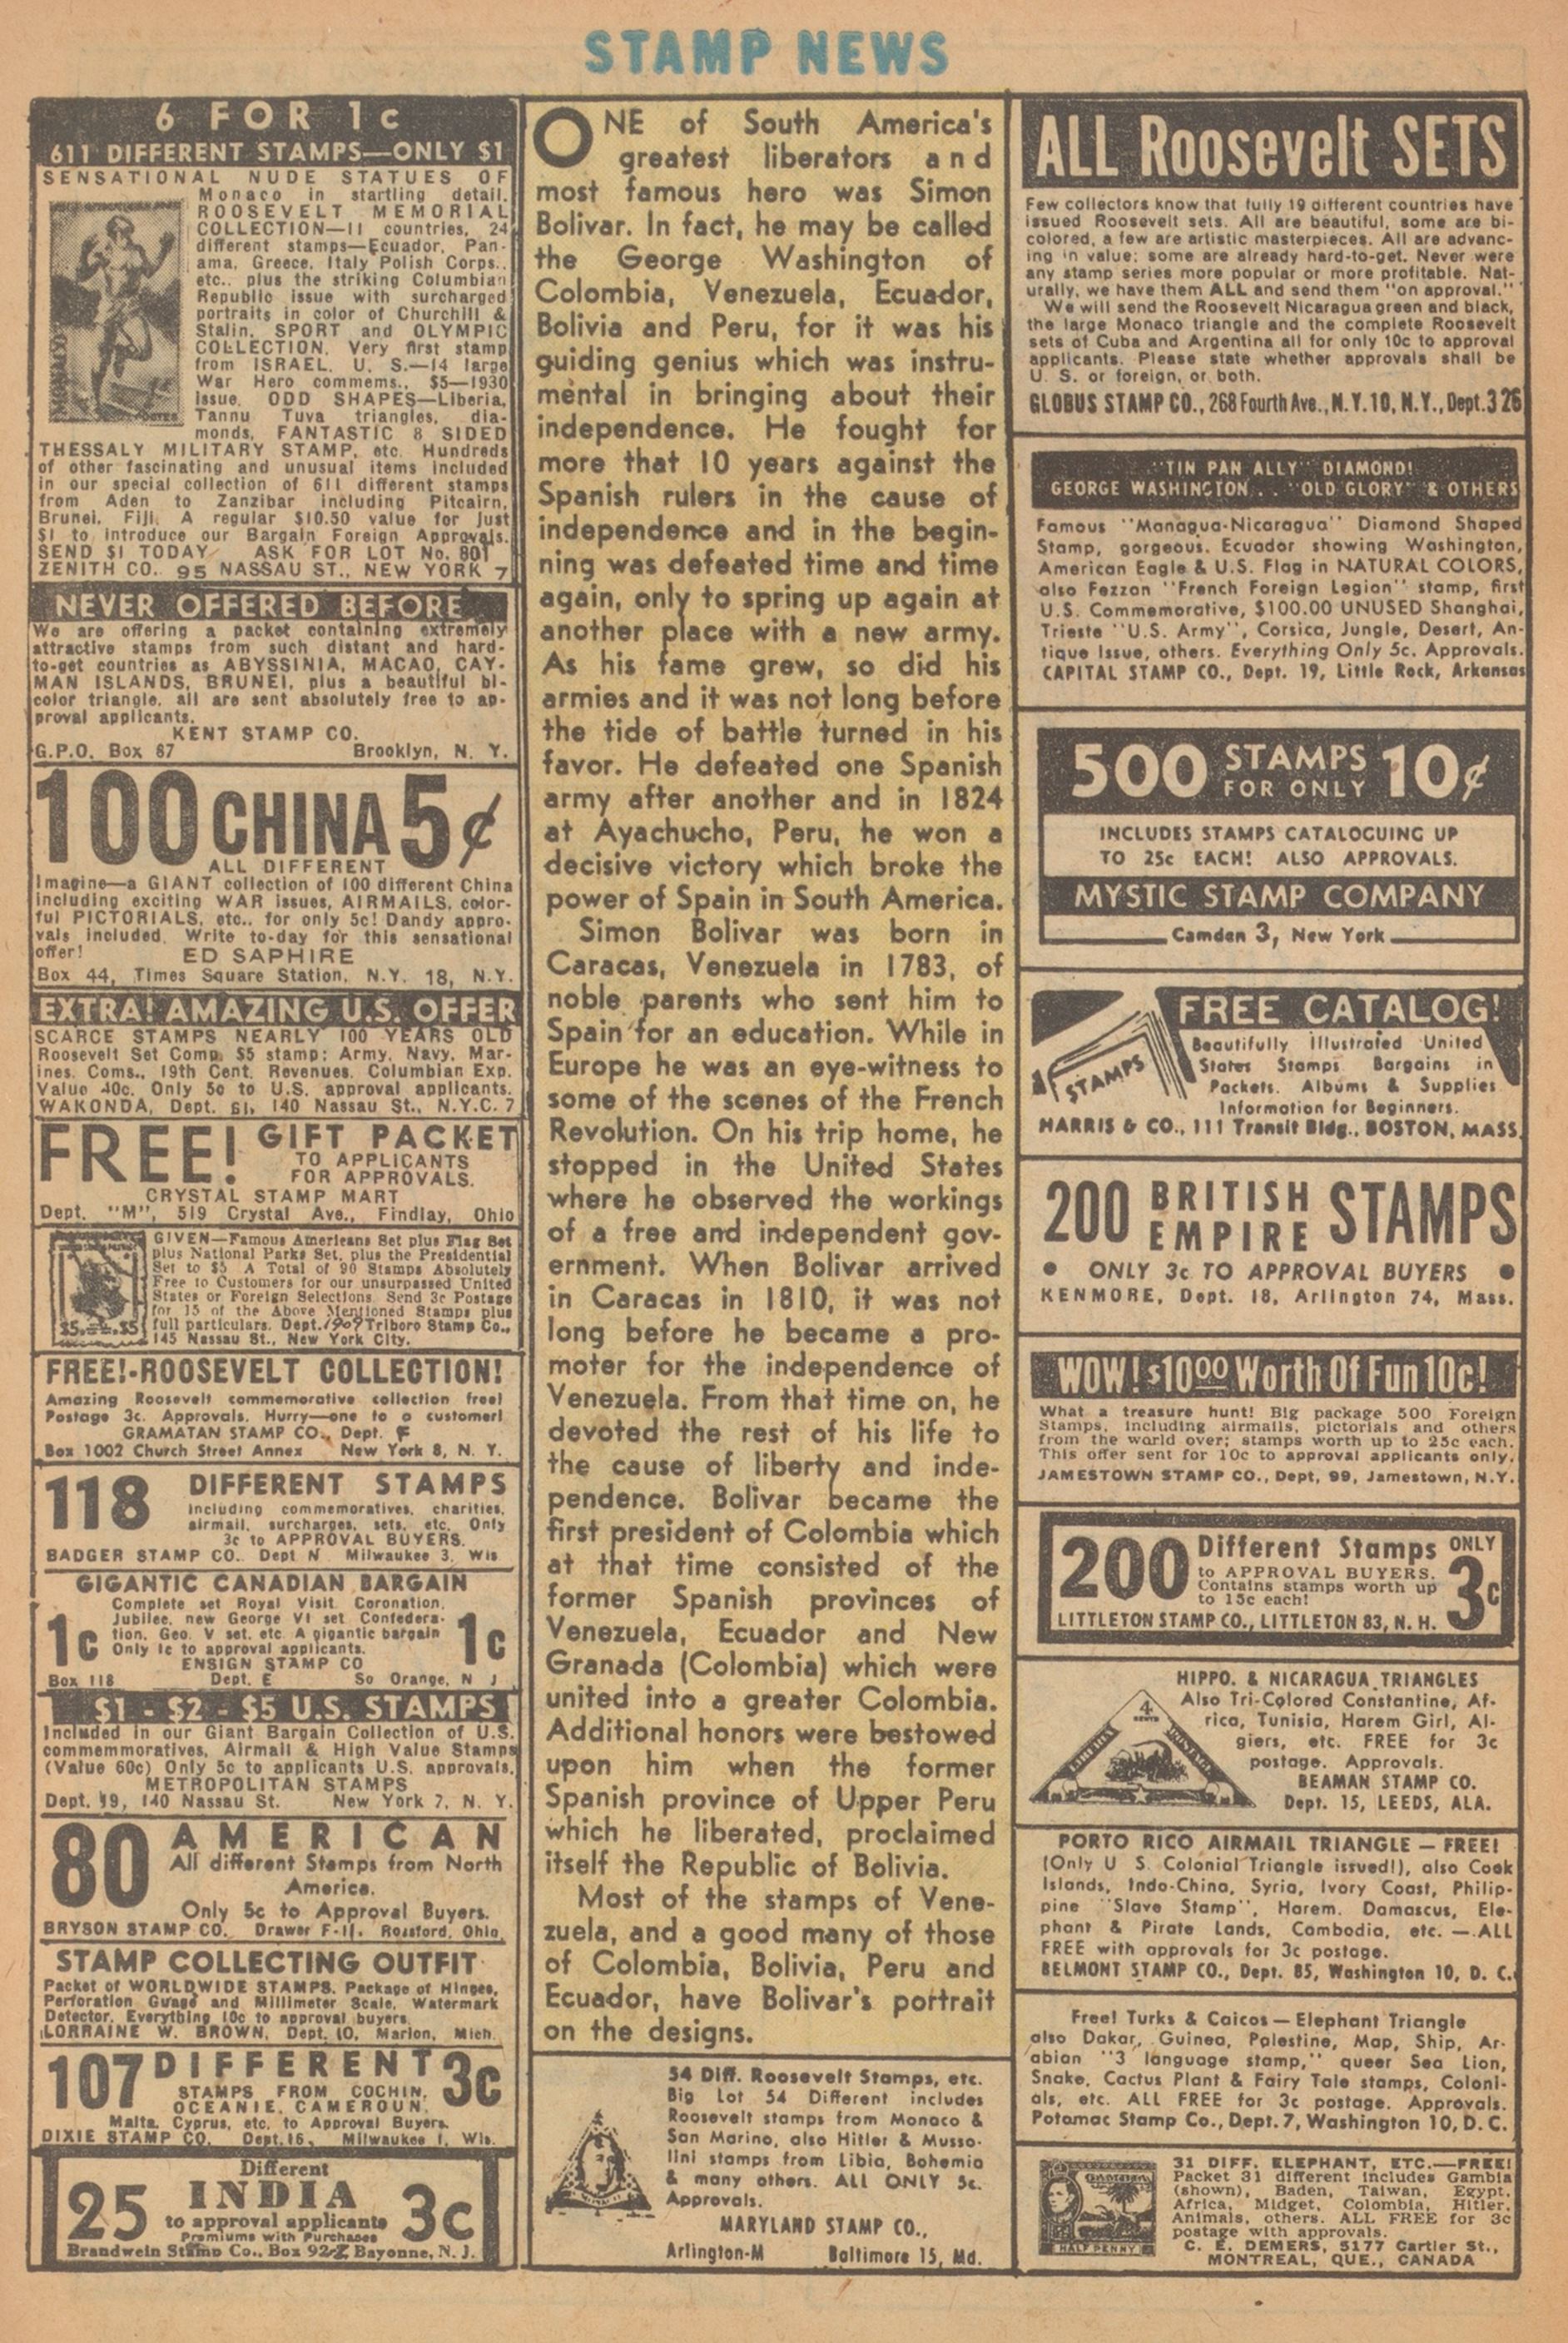 STAMP NEWS
6 FOR 1c
611 DIFFERENT STAMPS—ONLY $1
SENSATIONAL NUDE STATUES OF
Monaco in startling detail.
ROOSEVELT MEMORIAL
COLLECTION—11 countries, 24
different stamps—Ecuador, Pan-
ama, Greece, Italy Polish Corps.,
etc., plus the striking Columbian
Republic issue with surcharged
portraits in color of Churchill &
Stalin. SPORT and OLYMPIC
COLLECTION. Very first stamp
from ISRAEL. U. S.—14 large
War Hero commems., $5—1930
Issue. ODD SHAPES—Liberia,
Tannu Tuva triangles, dia-
monds, FANTASTIC 8 SIDED
THESSALY MILITARY STAMP, etc. Hundreds
of other fascinating and unusual items included
in our special collection of 611 different stamps
from Aden to Zanzibar including Pitcairn,
Brunei, Fiji. A regular $10.50 value for just
$1 to introduce our Bargain Foreign Approvals.
SEND $1 TODAY ASK FOR LOT No. 801
ZENITH CO.. 95 NASSAU ST., NEW YORK 7
NEVER OFFERED BEFORE
We are offering a packet containing extremely
attractive stamps from such distant and hard-
to-get countries as ABYSSINIA, MACAO, CAY-
MAN ISLANDS, BRUNEI, plus a beautiful bi-
color triangle. all are sent absolutely free to ap-
proval applicants.
KENT STAMP CO.
G.P.O. Box 87 Brooklyn, N. Y.
100 CHINA 5¢
ALL DIFFERENT
Imagine—a GIANT collection of 100 different China
including exciting WAR issues, AIRMAILS, color-
ful PICTORIALS, etc., for only 5c! Dandy appro-
vals included. Write to-day for this sensational
offer! ED SAPHIRE
Box 44, Times Square Station, N.Y. 18, N.Y.
EXTRA! AMAZING U.S. OFFER
SCARCE STAMPS NEARLY 100 YEARS OLD
Roosevelt Set Comp. $5 stamp; Army, Navy, Mar-
ines. Coms., 19th Cent. Revenues. Columbian Exp.
Value 40c. Only 5c to U.S. approval applicants.
WAKONDA, Dept. 61, 140 Nassau St., N.Y.C. 7
FREE! GIFT PACKET
TO APPLICANTS
FOR APPROVALS.
CRYSTAL STAMP MART
Dept. "M", 519 Crystal Ave., Findlay, Ohio
GIVEN—Famous Americans Set plus Flag Set
plus National Parks Set, plus the Presidential
Set to $5 A Total of 90 Stamps Absolutely
Free to Customers for our unsurpassed United
States or Foreign Selections. Send 3c Postage
for 15 of the Above Mentioned Stamps plus
full particulars. Dept. 1909 Triboro Stamp Co.,
145 Nassau St., New York City.
FREE!-ROOSEVELT COLLECTION!
Amazing Roosevelt commemorative collection free!
Postage 3c. Approvals. Hurry—one to a customer!
GRAMATAN STAMP CO., Dept. F
Box 1002 Church Street Annex New York 8, N. Y.
118 DIFFERENT STAMPS
Including commemoratives, charities,
airmail, surcharges, sets, etc. Only
3c to APPROVAL BUYERS.
BADGER STAMP CO. Dept N Milwaukee 3. Wis
GIGANTIC CANADIAN BARGAIN
1c Complete set Royal Visit Coronation, 1c
Jubilee, new George VI set Confedera-
tion, Geo. V set, etc. A gigantic bargain
Only 1c to approval applicants.
ENSIGN STAMP CO
Box 118 Dept. E So Orange, N J
$1 - $2 - $5 U.S. STAMPS
Included in our Giant Bargain Collection of U.S.
commemmoratives, Airmail & High Value Stamps
(Value 60c) Only 5c to applicants U.S. approvals.
METROPOLITAN STAMPS
Dept. 19, 140 Nassau St. New York 7, N. Y.
80 AMERICAN
All different Stamps from North
America.
Only 5c to Approval Buyers.
BRYSON STAMP CO. Drawer F-11. Rossford, Ohio
STAMP COLLECTING OUTFIT
Packet of WORLDWIDE STAMPS. Package of Hinges,
Perforation Guage and Millimeter Scale, Watermark
Detector. Everything 10c to approval buyers
LORRAINE W. BROWN, Dept. 10, Marion, Mich.
107 DIFFERENT 3c
STAMPS FROM COCHIN,
OCEANIE, CAMEROUN,
Malta, Cyprus, etc. to Approval Buyers.
DIXIE STAMP CO. Dept. 16, Milwaukee 1, Wis.
Different
25 INDIA 3c
to approval applicants
Premiums with Purchases
Brandwein Stamp Co., Box 92-Z Bayonne, N. J.
ONE of South America's
greatest liberators and
most famous hero was Simon
Bolivar. In fact, he may be called
the George Washington of
Colombia, Venezuela, Ecuador,
Bolivia and Peru, for it was his
guiding genius which was instru-
mental in bringing about their
independence. He fought for
more that 10 years against the
Spanish rulers in the cause of
independence and in the begin-
ning was defeated time and time
again, only to spring up again at
another place with a new army.
As his fame grew, so did his
armies and it was not long before
the tide of battle turned in his
favor. He defeated one Spanish
army after another and in 1824
at Ayachucho, Peru, he won a
decisive victory which broke the
power of Spain in South America.
Simon Bolivar was born in
Caracas, Venezuela in 1783, of
noble parents who sent him to
Spain for an education. While in
Europe he was an eye-witness to
some of the scenes of the French
Revolution. On his trip home, he
stopped in the United States
where he observed the workings
of a free and independent gov-
ernment. When Bolivar arrived
in Caracas in 1810, it was not
long before he became a pro-
moter for the independence of
Venezuela. From that time on, he
devoted the rest of his life to
the cause of liberty and inde-
pendence. Bolivar became the
first president of Colombia which
at that time consisted of the
former Spanish provinces of
Venezuela, Ecuador and New
Granada (Colombia) which were
united into a greater Colombia.
Additional honors were bestowed
upon him when the former
Spanish province of Upper Peru
which he liberated, proclaimed
itself the Republic of Bolivia.
Most of the stamps of Vene-
zuela, and a good many of those
of Colombia, Bolivia, Peru and
Ecuador, have Bolivar's portrait
on the designs.
54 Diff. Roosevelt Stamps, etc.
Big Lot 54 Different includes
Roosevelt stamps from Monaco &
San Marino, also Hitler & Musso-
lini stamps from Libia, Bohemia
& many others. ALL ONLY 5c.
Approvals.
MARYLAND STAMP CO.,
Arlington-M Baltimore 15, Md.
ALL Roosevelt SETS
Few collectors know that fully 19 different countries have
issued Roosevelt sets. All are beautiful, some are bi-
colored, a few are artistic masterpieces. All are advanc-
ing in value; some are already hard-to-get. Never were
any stamp series more popular or more profitable. Nat-
urally, we have them ALL and send them "on approval."
We will send the Roosevelt Nicaragua green and black,
the large Monaco triangle and the complete Roosevelt
sets of Cuba and Argentina all for only 10c to approval
applicants. Please state whether approvals shall be
U. S. or foreign, or both.
GLOBUS STAMP CO., 268 Fourth Ave., N.Y. 10, N.Y., Dept. 326
"TIN PAN ALLY" DIAMOND!
GEORGE WASHINGTON . . "OLD GLORY" & OTHERS
Famous "Managua-Nicaragua" Diamond Shaped
Stamp, gorgeous. Ecuador showing Washington,
American Eagle & U.S. Flag in NATURAL COLORS,
also Fezzan "French Foreign Legion" stamp, first
U.S. Commemorative, $100.00 UNUSED Shanghai,
Trieste "U.S. Army", Corsica, Jungle, Desert, An-
tique Issue, others. Everything Only 5c. Approvals.
CAPITAL STAMP CO., Dept. 19, Little Rock, Arkansas
500 STAMPS FOR ONLY 10¢
INCLUDES STAMPS CATALOGUING UP
TO 25c EACH! ALSO APPROVALS.
MYSTIC STAMP COMPANY
Camden 3, New York
FREE CATALOG!
STAMPS
Beautifully Illustrated United
States Stamps Bargains in
Packets. Albums & Supplies
Information for Beginners.
HARRIS & CO., 111 Transit Bldg., BOSTON, MASS.
200 BRITISH EMPIRE STAMPS
• ONLY 3c TO APPROVAL BUYERS •
KENMORE, Dept. 18, Arlington 74, Mass.
WOW! $10.00 Worth Of Fun 10c!
What a treasure hunt! Big package 500 Foreign
Stamps, including airmails, pictorials and others
from the world over; stamps worth up to 25c each.
This offer sent for 10c to approval applicants only.
JAMESTOWN STAMP CO., Dept, 99, Jamestown, N.Y.
200 Different Stamps ONLY 3c
to APPROVAL BUYERS.
Contains stamps worth up
to 15c each!
LITTLETON STAMP CO., LITTLETON 83, N. H.
HIPPO. & NICARAGUA TRIANGLES
Also Tri-Colored Constantine, Af-
rica, Tunisia, Harem Girl, Al-
giers, etc. FREE for 3c
postage. Approvals.
BEAMAN STAMP CO.
Dept. 15, LEEDS, ALA.
PORTO RICO AIRMAIL TRIANGLE — FREE!
(Only U S. Colonial Triangle issued!), also Cook
Islands, Indo-China, Syria, Ivory Coast, Philip-
pine "Slave Stamp", Harem. Damascus, Ele-
phant & Pirate Lands, Cambodia, etc. — ALL
FREE with approvals for 3c postage.
BELMONT STAMP CO., Dept. 85, Washington 10, D. C.
Free! Turks & Caicos — Elephant Triangle
also Dakar, Guinea, Palestine, Map, Ship, Ar-
abian "3 language stamp," queer Sea Lion,
Snake, Cactus Plant & Fairy Tale stamps, Coloni-
als, etc. ALL FREE for 3c postage. Approvals.
Potomac Stamp Co., Dept. 7, Washington 10, D. C.
31 DIFF. ELEPHANT, ETC.—FREE!
Packet 31 different includes Gambia
(shown), Baden, Taiwan, Egypt,
Africa, Midget, Colombia, Hitler,
Animals, others. ALL FREE for 3c
postage with approvals.
C. E. DEMERS, 5177 Cartier St.,
MONTREAL, QUE., CANADA
HALF PENNY